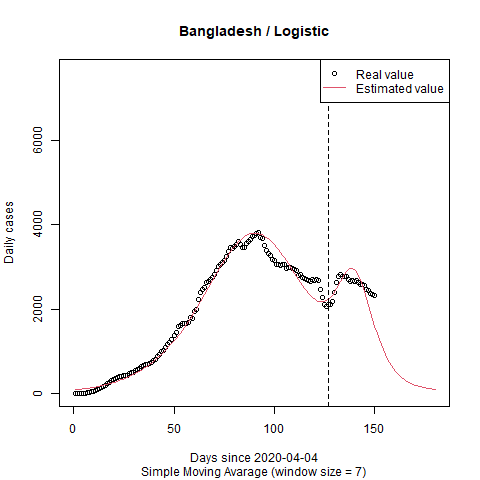 Bangladesh / Logistic
Real value
Estimated value
Daily cases
6000
4000
2000
0
0 50 100 150
Days since 2020-04-04
Simple Moving Avarage (window size = 7)